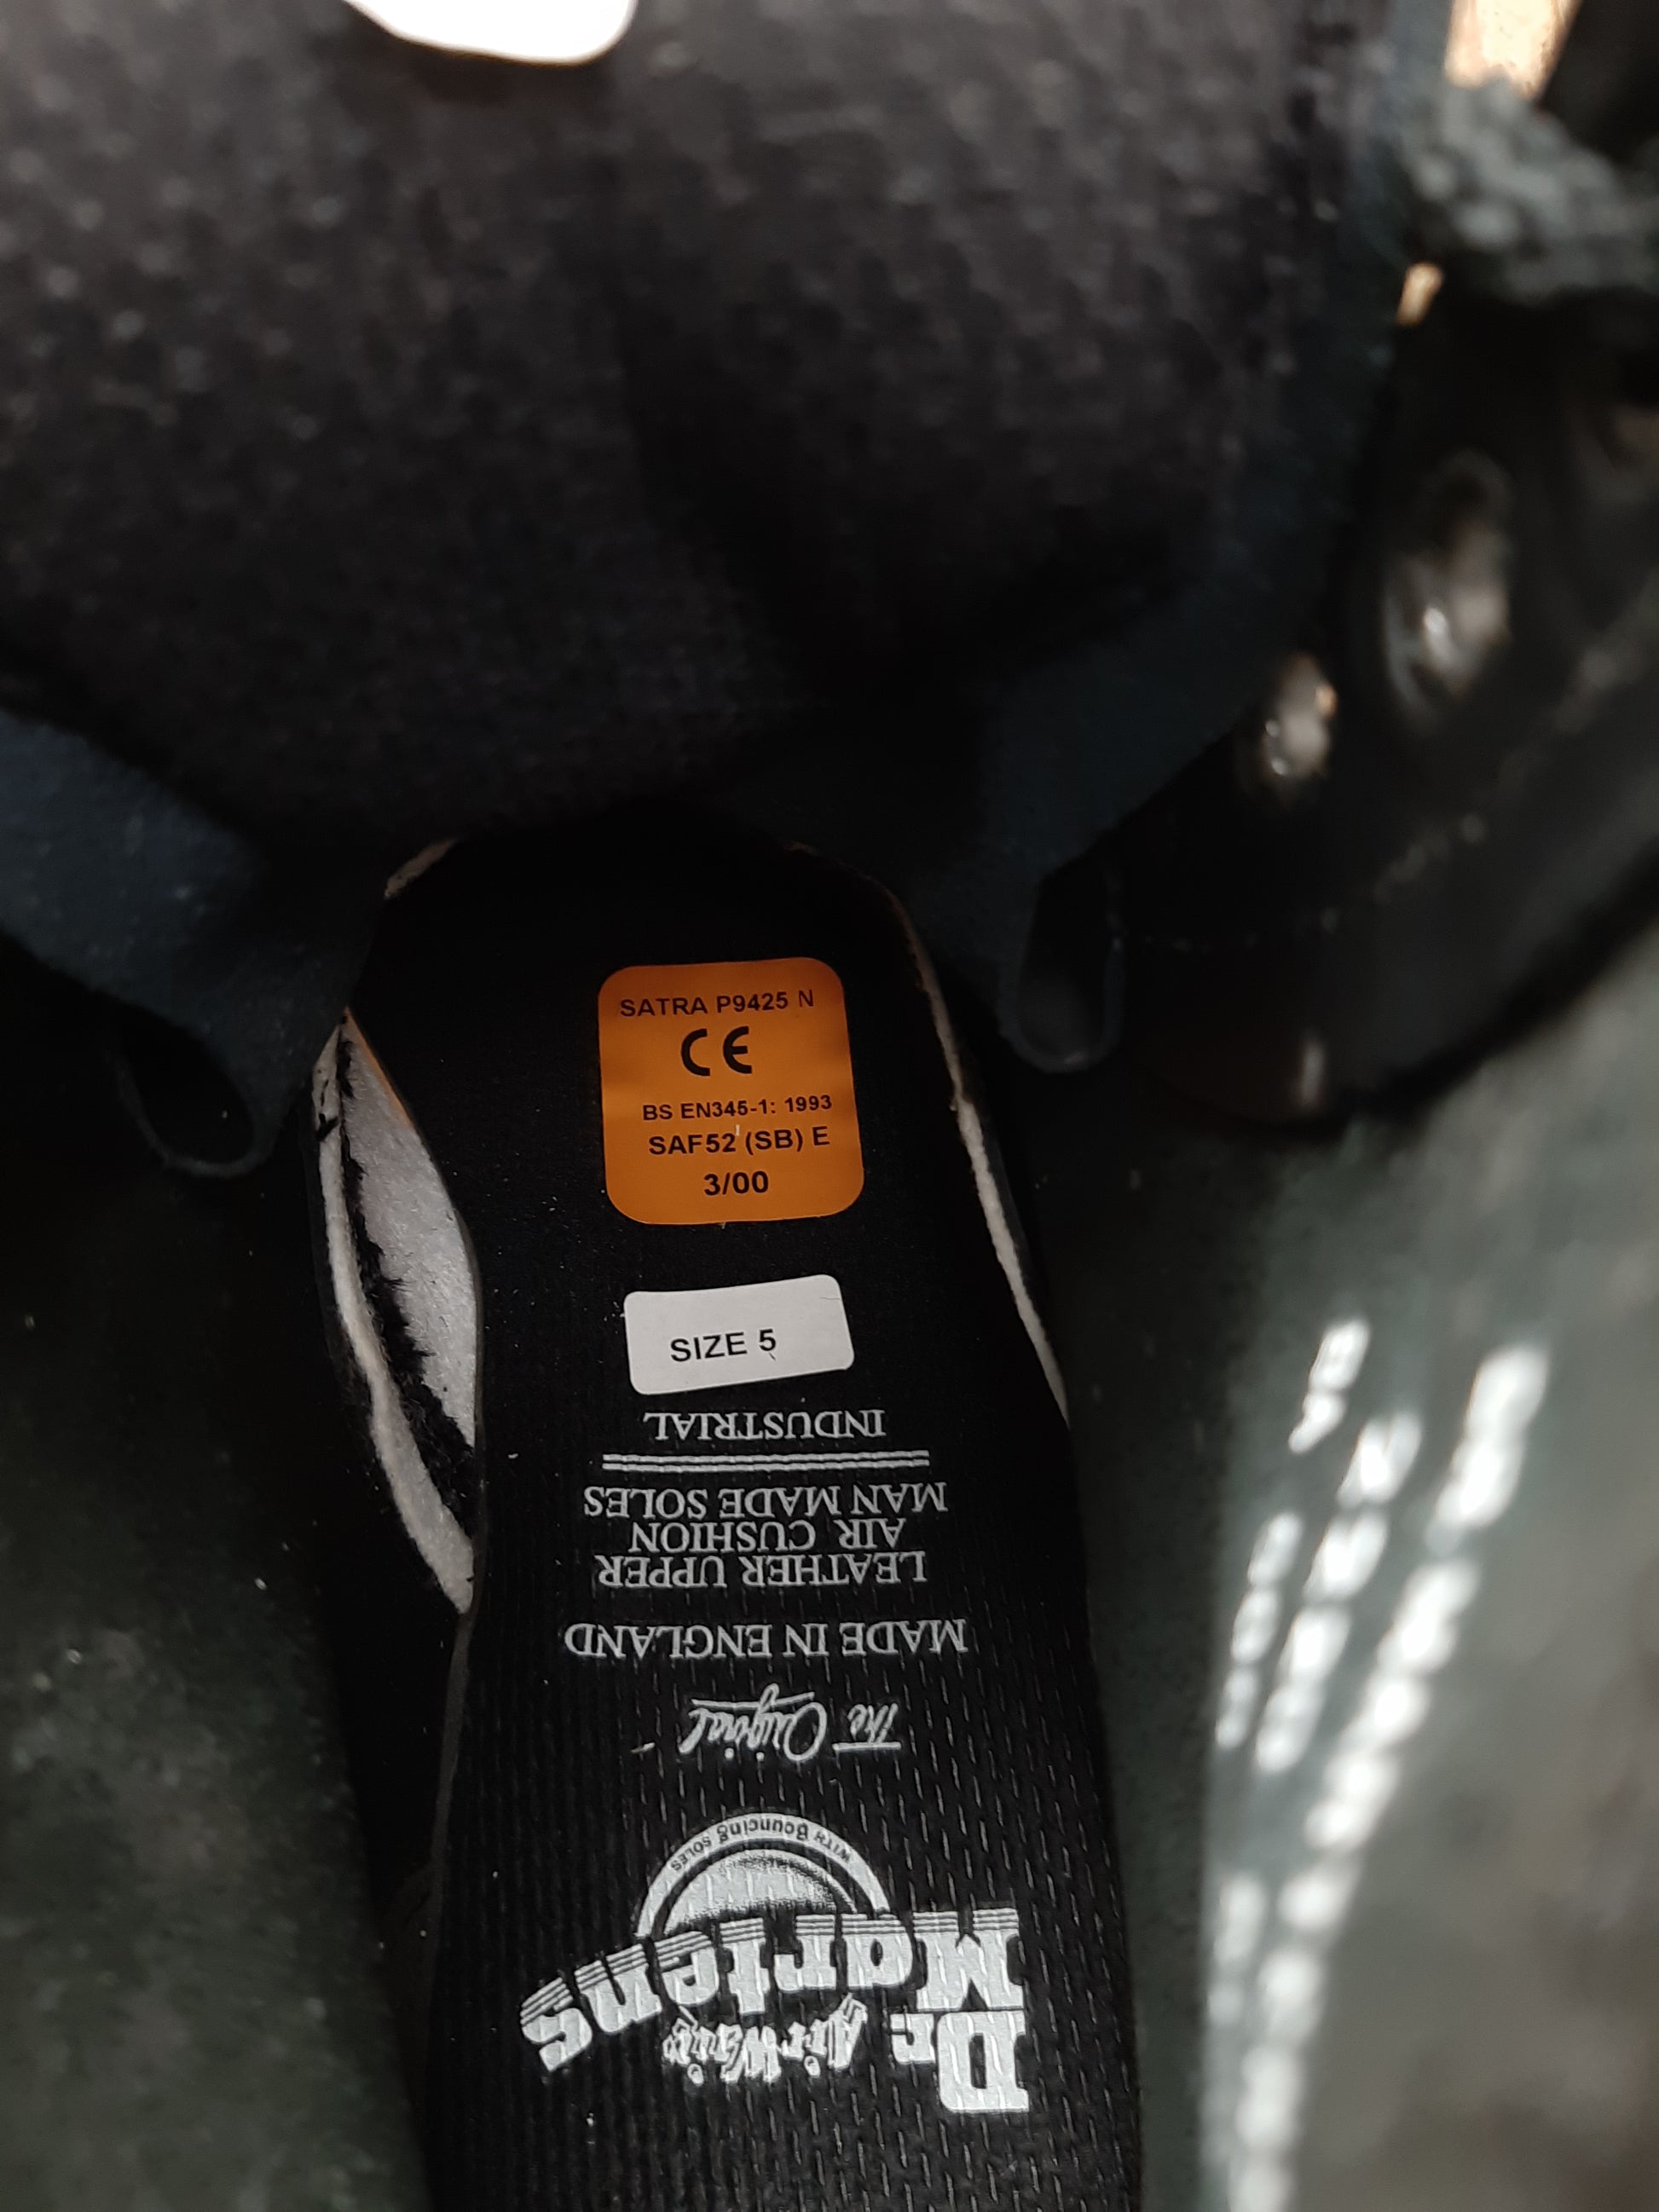 SATRA P9425 N
CE
BS EN345-1: 1993
SAF52 (SB) E
3/00
SIZE 5
Dr. Martens
AirWair
WITH Bouncing SOLES
The Original
MADE IN ENGLAND
LEATHER UPPER
AIR CUSHION
MAN MADE SOLES
INDUSTRIAL